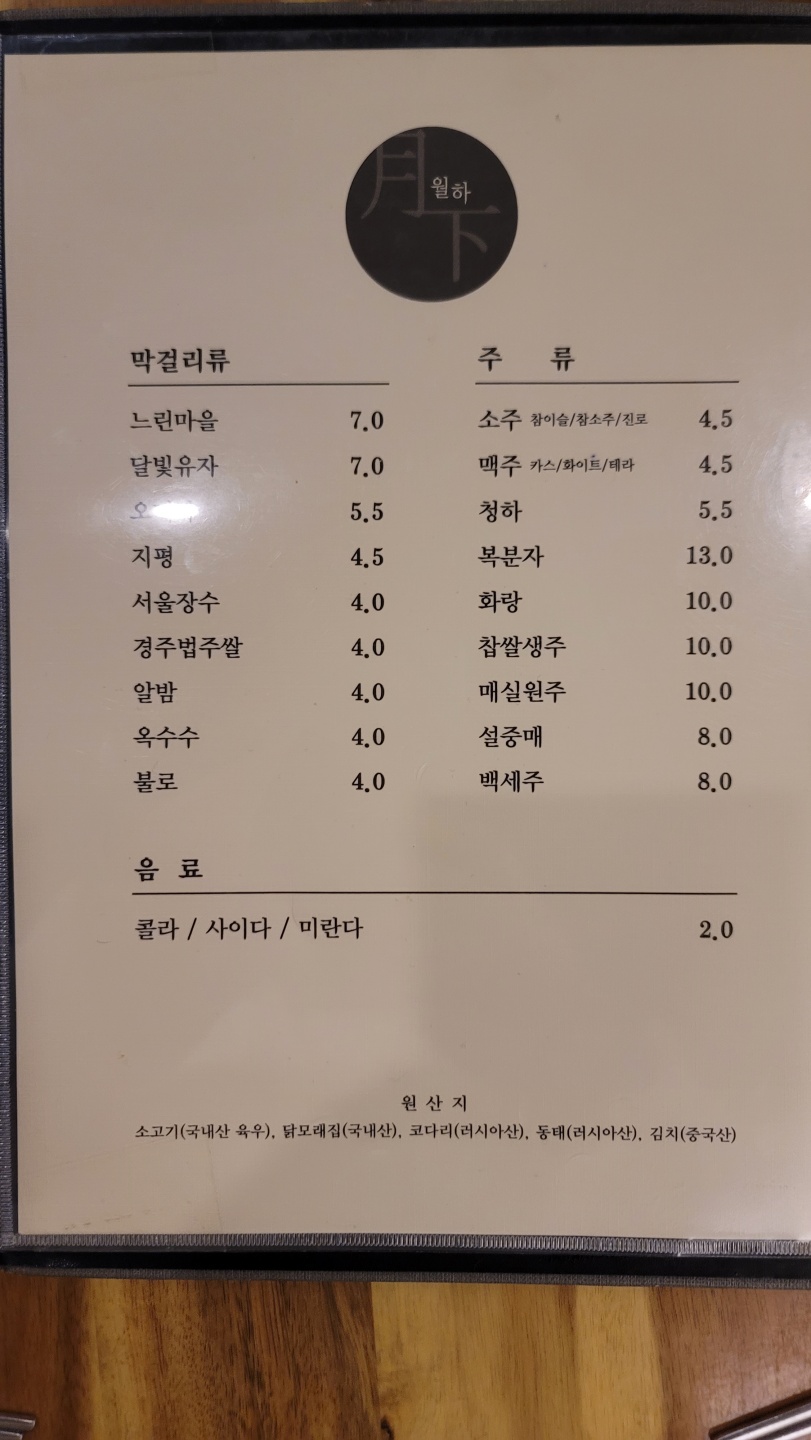 月下
월하
막걸리류
느린마을 7.0
달빛유자 7.0
5.5
지평 4.5
서울장수 4.0
경주법주쌀 4.0
알밤 4.0
옥수수 4.0
불로 4.0
주 류
소주 참이슬/참소주/진로 4.5
맥주 카스/화이트/테라 4.5
청하 5.5
복분자 13.0
화랑 10.0
찹쌀생주 10.0
매실원주 10.0
설중매 8.0
백세주 8.0
음 료
콜라 / 사이다 / 미란다 2.0
원 산 지
소고기(국내산 육우), 닭모래집(국내산), 코다리(러시아산), 동태(러시아산), 김치(중국산)